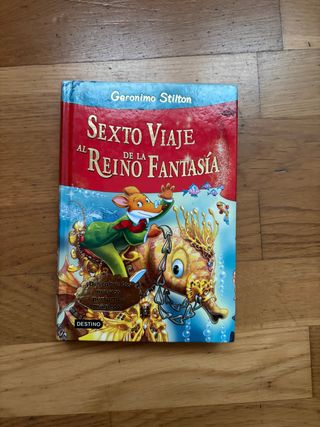 Geronimo Stilton
SEXTO VIAJE
AL REINO DE LA FANTASÍA
DESTINO